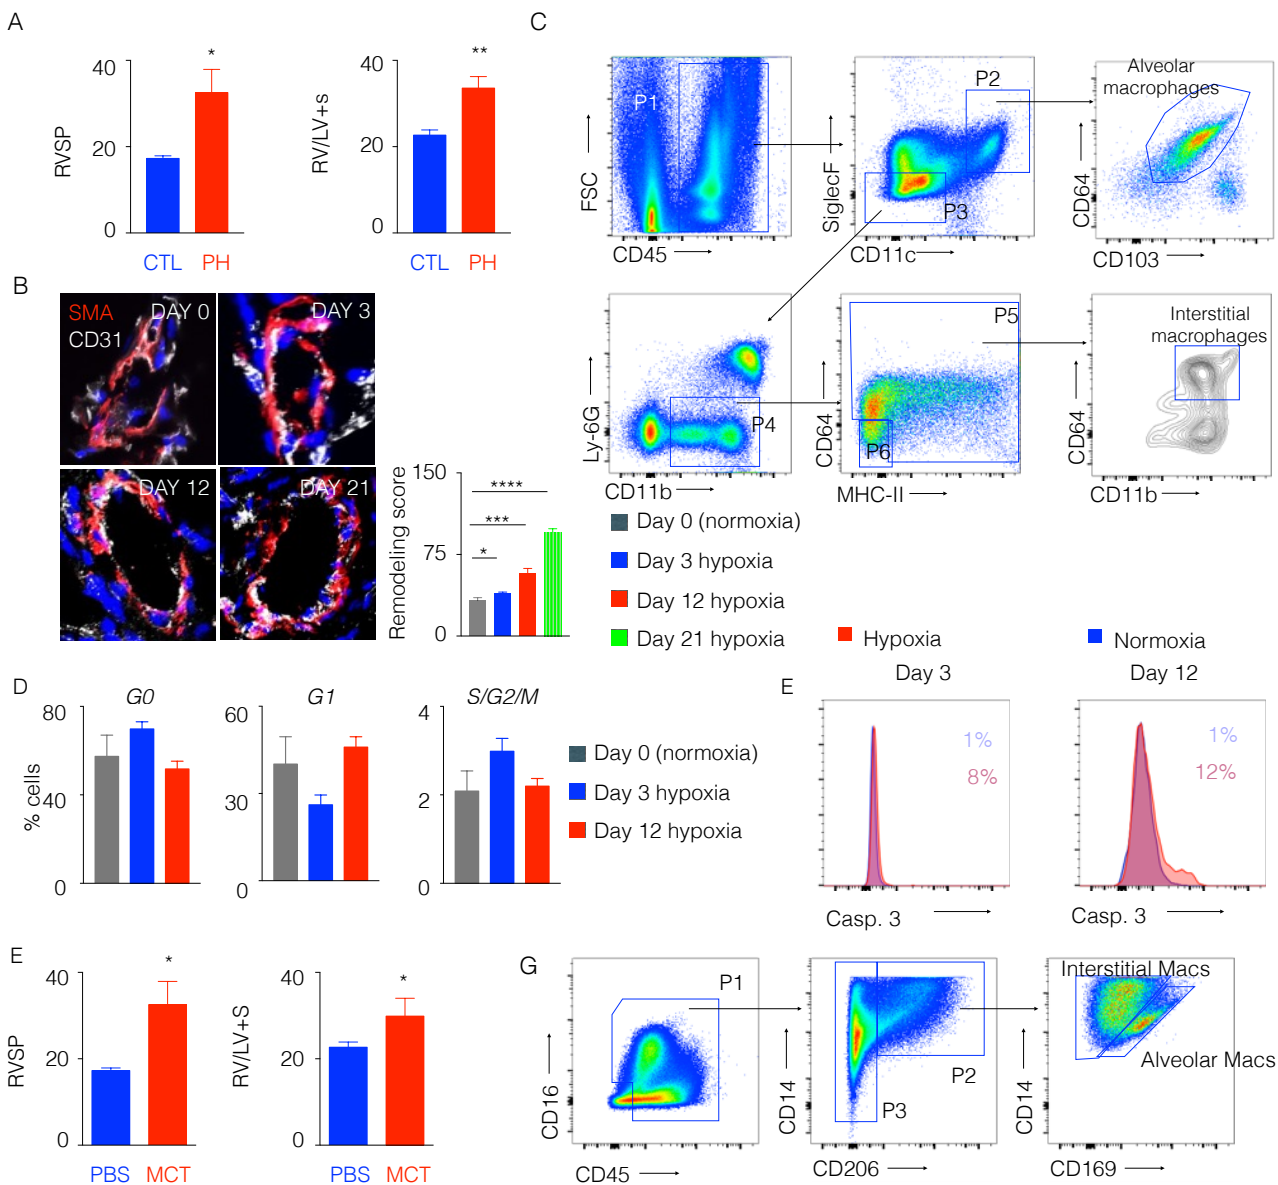 A
RVSP
40
20
0
*
CTL PH
RV/LV+s
40
20
0
**
CTL PH
B
SMA
CD31
DAY 0
DAY 3
DAY 12
DAY 21
Remodeling score
150
75
0
*
***
****
Day 0 (normoxia)
Day 3 hypoxia
Day 12 hypoxia
Day 21 hypoxia
C
P1
FSC
CD45
P2
P3
SiglecF
CD11c
Alveolar
macrophages
CD64
CD103
P4
Ly-6G
CD11b
P5
P6
CD64
MHC-II
Interstitial
macrophages
CD64
CD11b
D
% cells
G0
80
40
0
G1
60
30
0
S/G2/M
4
2
0
Day 0 (normoxia)
Day 3 hypoxia
Day 12 hypoxia
E
Hypoxia
Normoxia
Day 3
1%
8%
Casp. 3
Day 12
1%
12%
Casp. 3
E
RVSP
40
20
0
*
PBS MCT
RV/LV+S
40
20
0
*
PBS MCT
G
P1
CD16
CD45
P2
P3
CD14
CD206
Interstitial Macs
Alveolar Macs
CD14
CD169